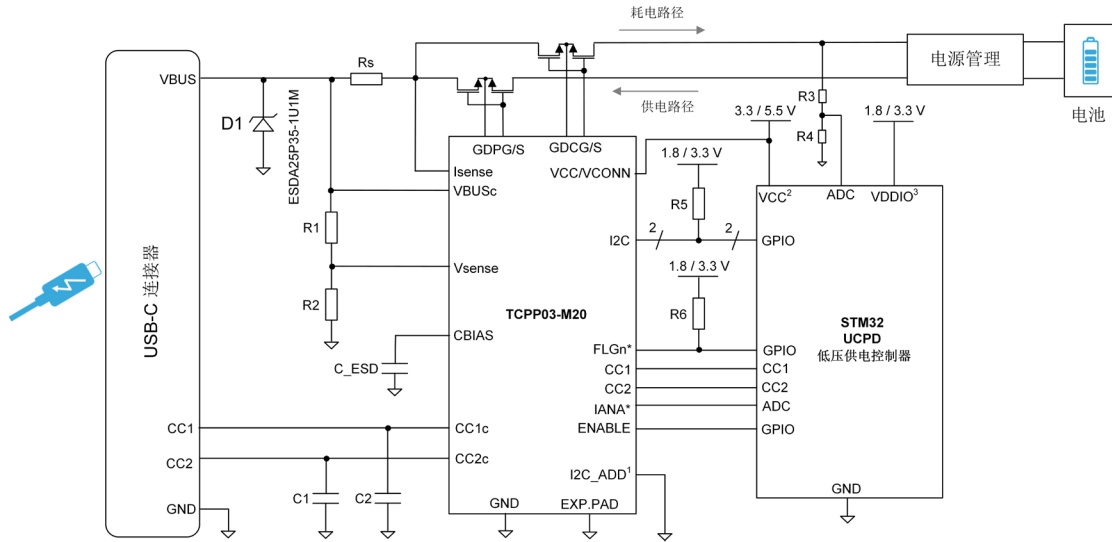 耗电路径
供电路径
电源管理
电池
VBUS
Rs
D1
ESDA25P35-1U1M
GDPG/S
GDCG/S
Isense
VCC/VCONN
VBUSc
R1
R2
R3
R4
3.3 / 5.5 V
1.8 / 3.3 V
1.8 / 3.3 V
R5
VCC²
ADC
VDDIO³
I2C
2
2
GPIO
Vsense
1.8 / 3.3 V
R6
USB-C 连接器
TCPP03-M20
STM32
UCPD
低压供电控制器
CBIAS
C_ESD
FLGn*
GPIO
CC1
CC1
CC2
CC2
IANA*
ADC
ENABLE
GPIO
CC1
CC1c
CC2
CC2c
I2C_ADD¹
C1
C2
GND
GND
EXP.PAD
GND